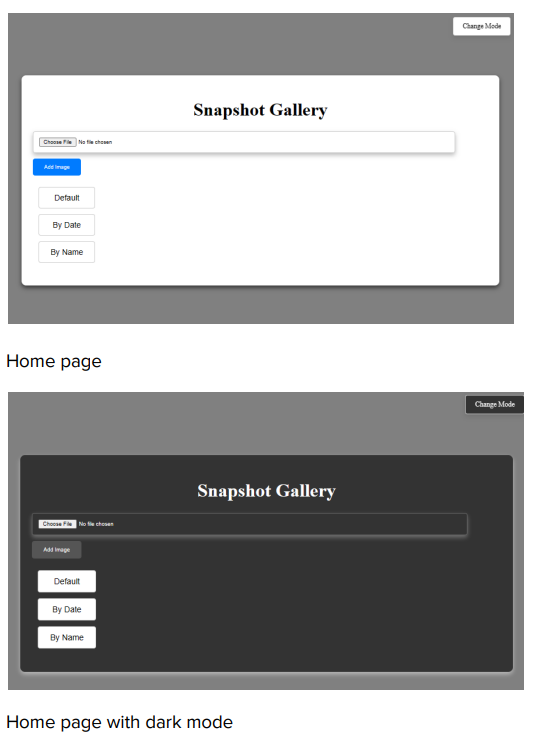 Change Mode
Snapshot Gallery
Choose File No file chosen
Add Image
Default
By Date
By Name
Home page
Change Mode
Snapshot Gallery
Choose File No file chosen
Add Image
Default
By Date
By Name
Home page with dark mode